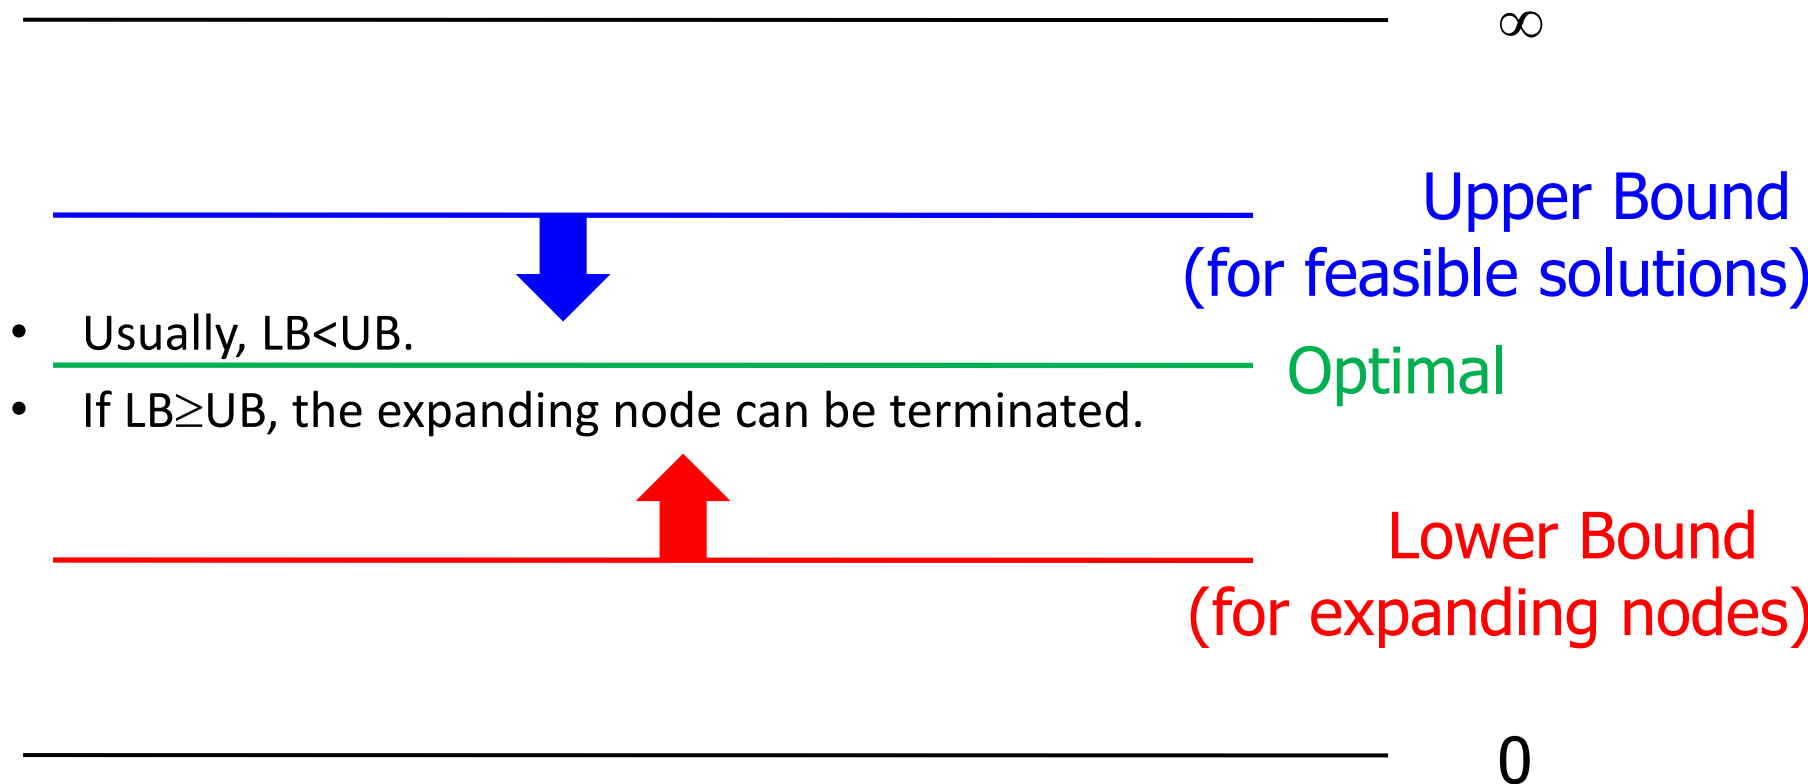 ∞
Upper Bound
(for feasible solutions)
• Usually, LB<UB.
Optimal
• If LB≥UB, the expanding node can be terminated.
Lower Bound
(for expanding nodes)
0